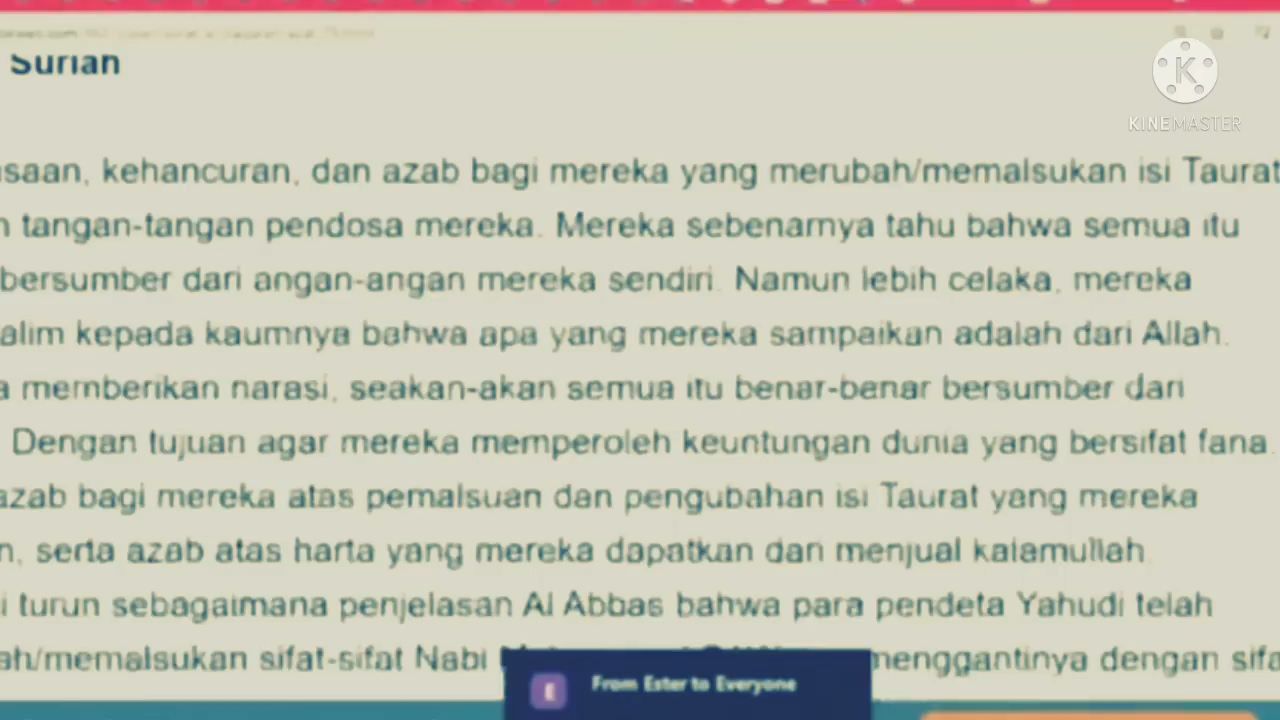 Surian
KINEMASTER
saan, kehancuran, dan azab bagi mereka yang merubah/memalsukan isi Taurat
tangan-tangan pendosa mereka. Mereka sebenarnya tahu bahwa semua itu
bersumber dari angan-angan mereka sendiri. Namun lebih celaka, mereka
alim kepada kaumnya bahwa apa yang mereka sampaikan adalah dari Allah.
a memberikan narasi, seakan-akan semua itu benar-benar bersumber dari
Dengan tujuan agar mereka memperoleh keuntungan dunia yang bersifat fana.
azab bagi mereka atas pemalsuan dan pengubahan isi Taurat yang mereka
n, serta azab atas harta yang mereka dapatkan dari menjual kalamullah.
i turun sebagaimana penjelasan Al Abbas bahwa para pendeta Yahudi telah
ah/memalsukan sifat-sifat Nabi menggantinya dengan sifa
E From Ester to Everyone